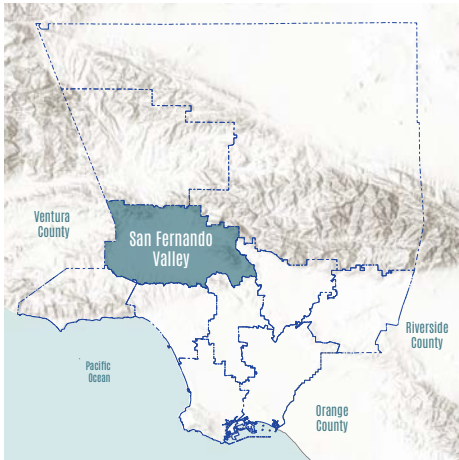 Ventura
County
San Fernando
Valley
Riverside
County
Pacific
Ocean
Orange
County